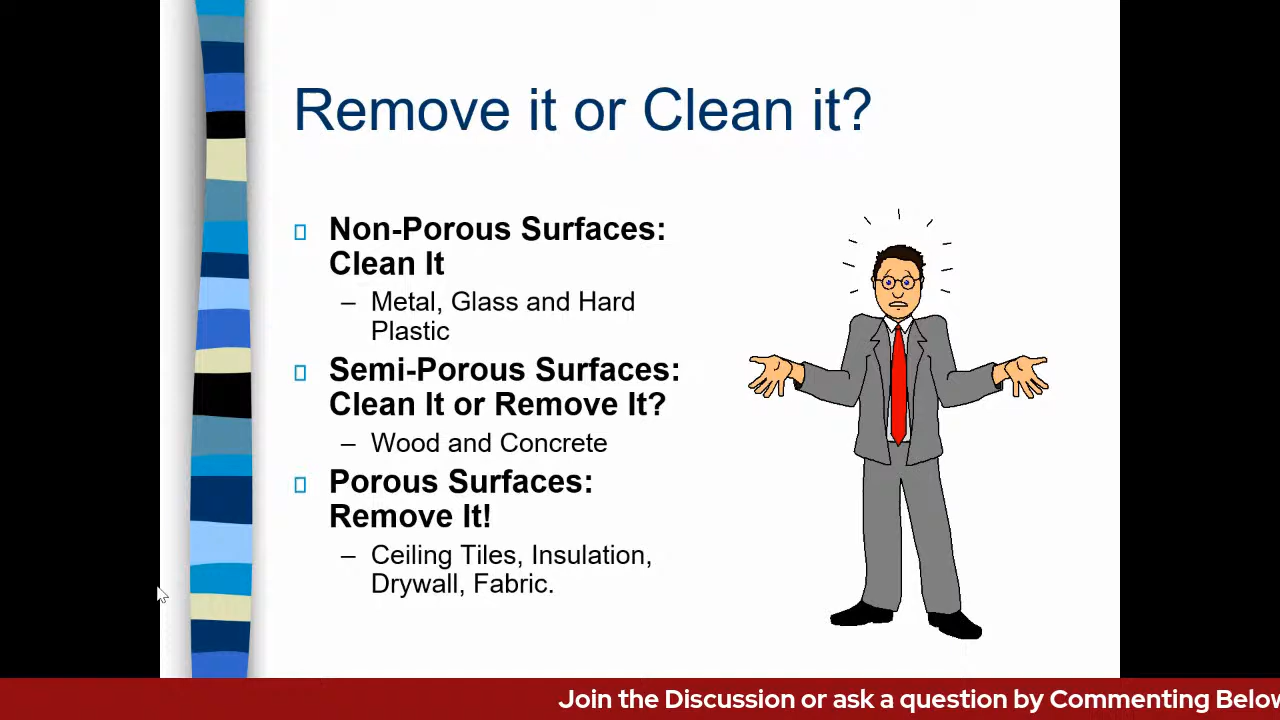 Remove it or Clean it?
Non-Porous Surfaces:
Clean It
– Metal, Glass and Hard
Plastic
Semi-Porous Surfaces:
Clean It or Remove It?
– Wood and Concrete
Porous Surfaces:
Remove It!
– Ceiling Tiles, Insulation,
Drywall, Fabric.
Join the Discussion or ask a question by Commenting Below